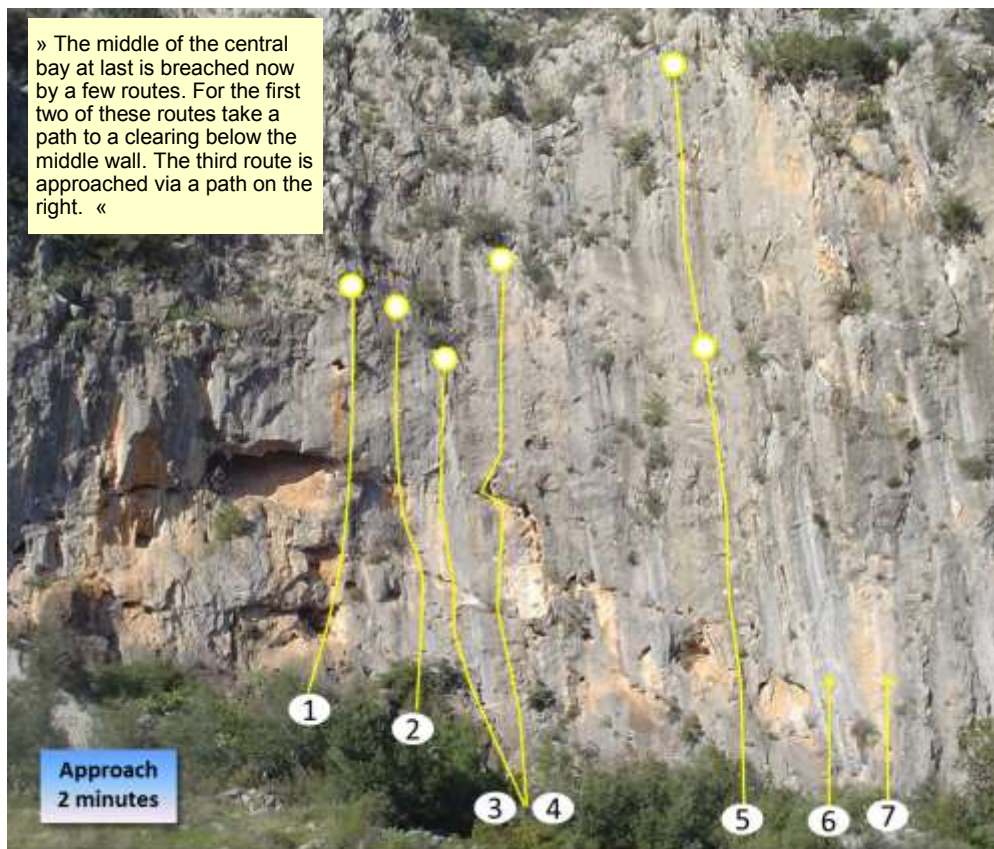 » The middle of the central
bay at last is breached now
by a few routes. For the first
two of these routes take a
path to a clearing below the
middle wall. The third route is
approached via a path on the
right. «
1
2
3 4
5
6
7
Approach
2 minutes